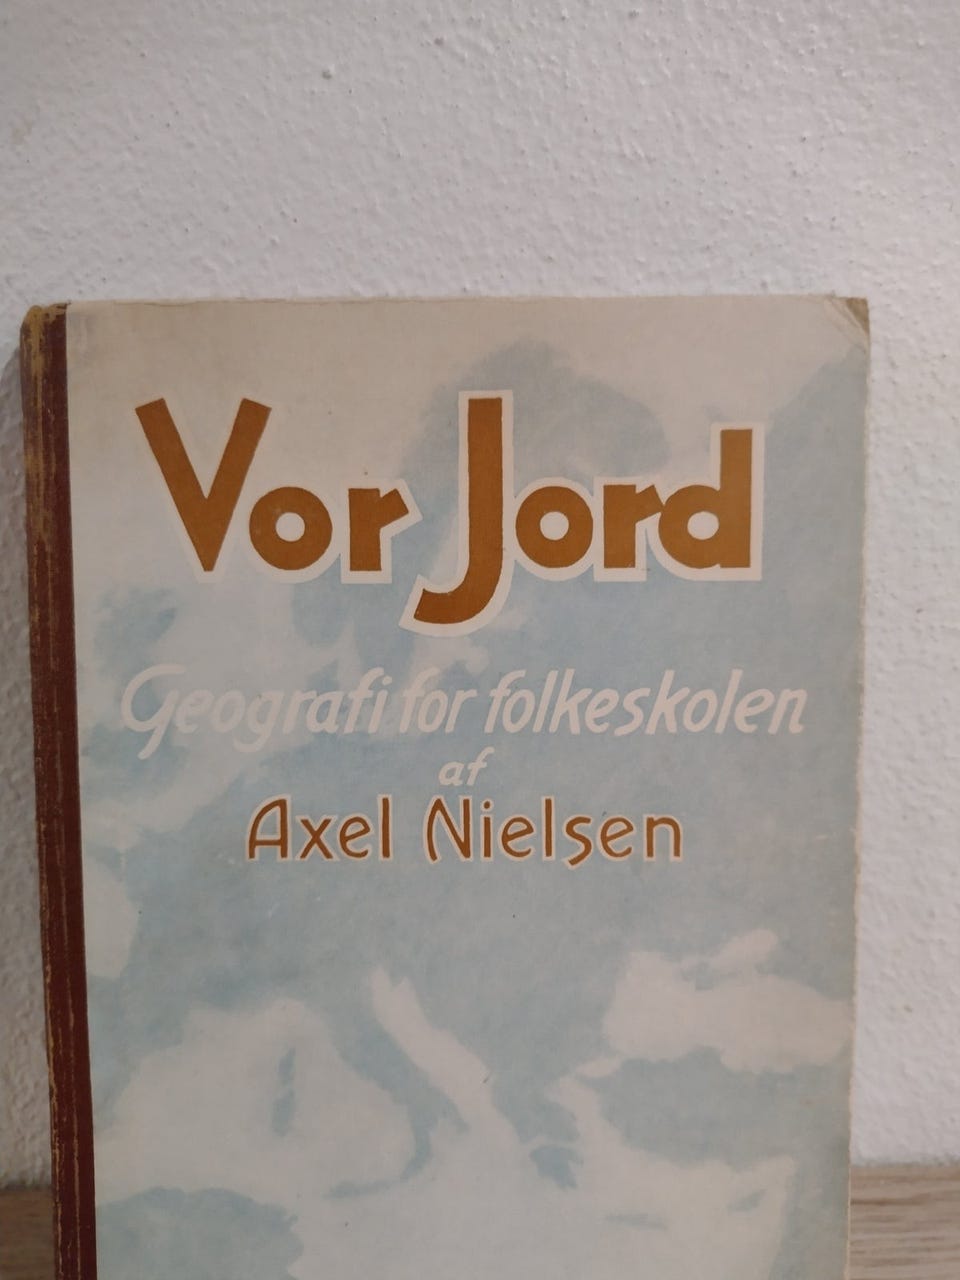 Vor Jord
Geografi for folkeskolen
af
Axel Nielsen